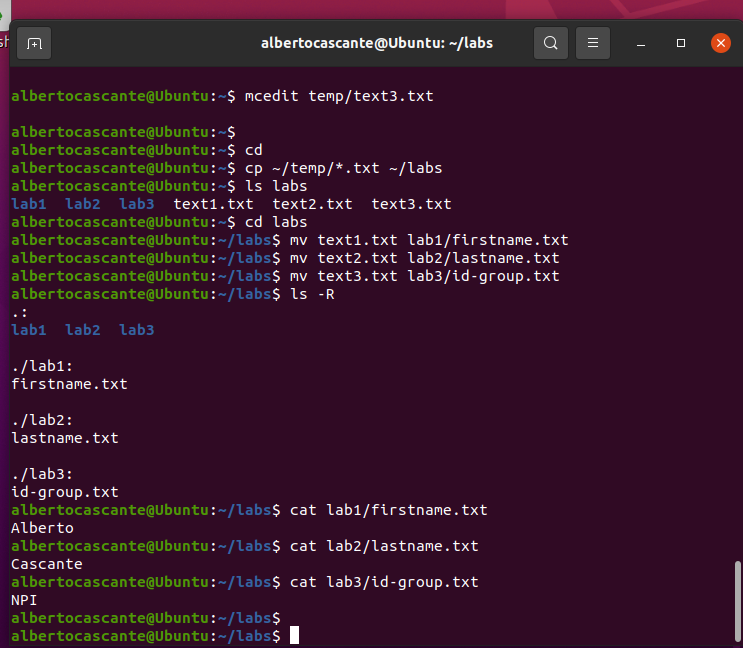 albertocascante@Ubuntu: ~/labs
albertocascante@Ubuntu:~$ mcedit temp/text3.txt
albertocascante@Ubuntu:~$
albertocascante@Ubuntu:~$ cd
albertocascante@Ubuntu:~$ cp ~/temp/*.txt ~/labs
albertocascante@Ubuntu:~$ ls labs
lab1  lab2  lab3  text1.txt  text2.txt  text3.txt
albertocascante@Ubuntu:~$ cd labs
albertocascante@Ubuntu:~/labs$ mv text1.txt lab1/firstname.txt
albertocascante@Ubuntu:~/labs$ mv text2.txt lab2/lastname.txt
albertocascante@Ubuntu:~/labs$ mv text3.txt lab3/id-group.txt
albertocascante@Ubuntu:~/labs$ ls -R
.:
lab1  lab2  lab3
./lab1:
firstname.txt
./lab2:
lastname.txt
./lab3:
id-group.txt
albertocascante@Ubuntu:~/labs$ cat lab1/firstname.txt
Alberto
albertocascante@Ubuntu:~/labs$ cat lab2/lastname.txt
Cascante
albertocascante@Ubuntu:~/labs$ cat lab3/id-group.txt
NPI
albertocascante@Ubuntu:~/labs$
albertocascante@Ubuntu:~/labs$